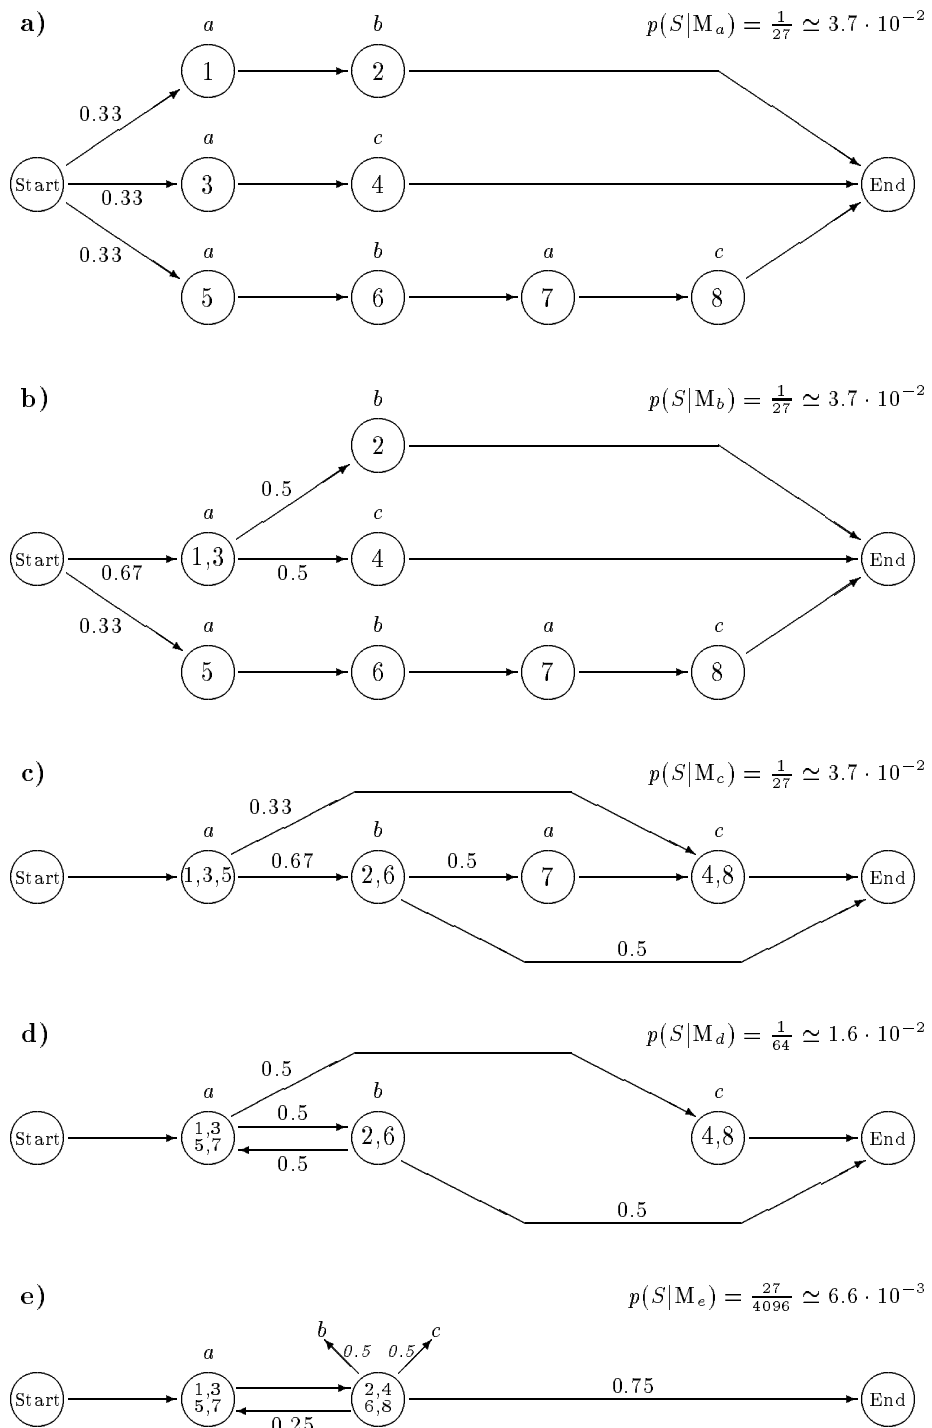 a) a b p(S|M_a) = 1/27 ≃ 3.7 · 10^−2
1 2
0.33
a c
Start 0.33 3 4 End
0.33
a b a c
5 6 7 8
b) b p(S|M_b) = 1/27 ≃ 3.7 · 10^−2
2
0.5
a c
Start 0.67 1,3 0.5 4 End
0.33
a b a c
5 6 7 8
c) p(S|M_c) = 1/27 ≃ 3.7 · 10^−2
0.33
a b a c
Start 1,3,5 0.67 2,6 0.5 7 4,8 End
0.5
d) p(S|M_d) = 1/64 ≃ 1.6 · 10^−2
0.5
a b c
0.5
Start 1,3 5,7 2,6 4,8 End
0.5
0.5
e) p(S|M_e) = 27/4096 ≃ 6.6 · 10^−3
b c
a 0.5 0.5
Start 1,3 5,7 2,4 6,8 0.75 End
0.25